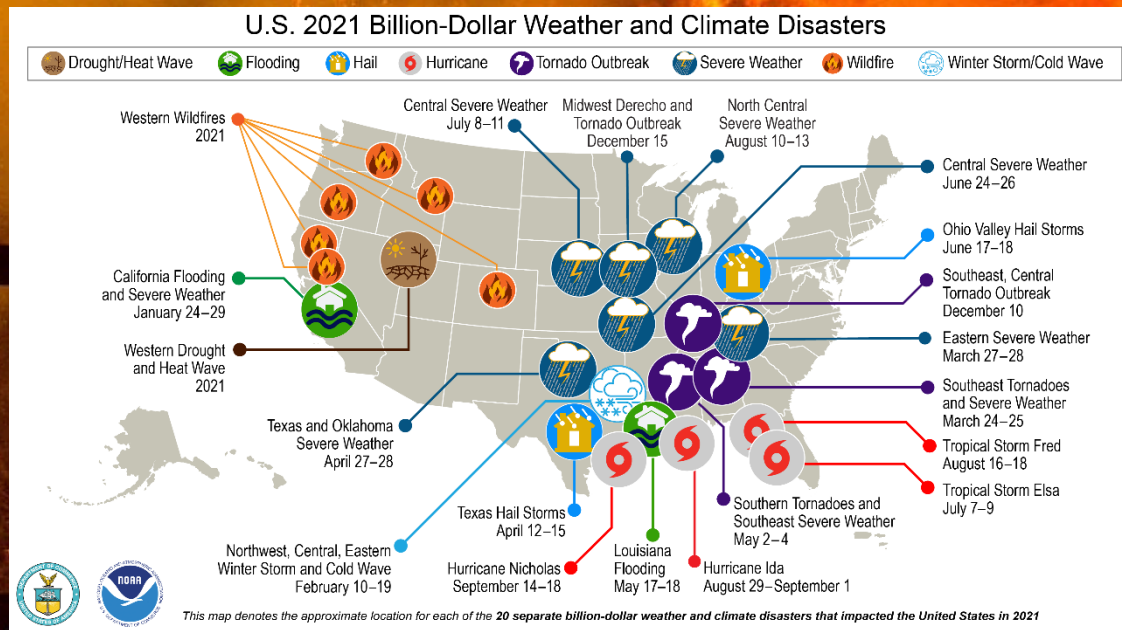 U.S. 2021 Billion-Dollar Weather and Climate Disasters
Drought/Heat Wave
Flooding
Hail
Hurricane
Tornado Outbreak
Severe Weather
Wildfire
Winter Storm/Cold Wave
Western Wildfires
2021
Central Severe Weather
July 8–11
Midwest Derecho and
Tornado Outbreak
December 15
North Central
Severe Weather
August 10–13
Central Severe Weather
June 24–26
Ohio Valley Hail Storms
June 17–18
Southeast, Central
Tornado Outbreak
December 10
Eastern Severe Weather
March 27–28
Southeast Tornadoes
and Severe Weather
March 24–25
Tropical Storm Fred
August 16–18
Tropical Storm Elsa
July 7–9
California Flooding
and Severe Weather
January 24–29
Western Drought
and Heat Wave
2021
Texas and Oklahoma
Severe Weather
April 27–28
Texas Hail Storms
April 12–15
Northwest, Central, Eastern
Winter Storm and Cold Wave
February 10–19
Hurricane Nicholas
September 14–18
Louisiana
Flooding
May 17–18
Hurricane Ida
August 29–September 1
Southern Tornadoes and
Southeast Severe Weather
May 2–4
NOAA
This map denotes the approximate location for each of the 20 separate billion-dollar weather and climate disasters that impacted the United States in 2021